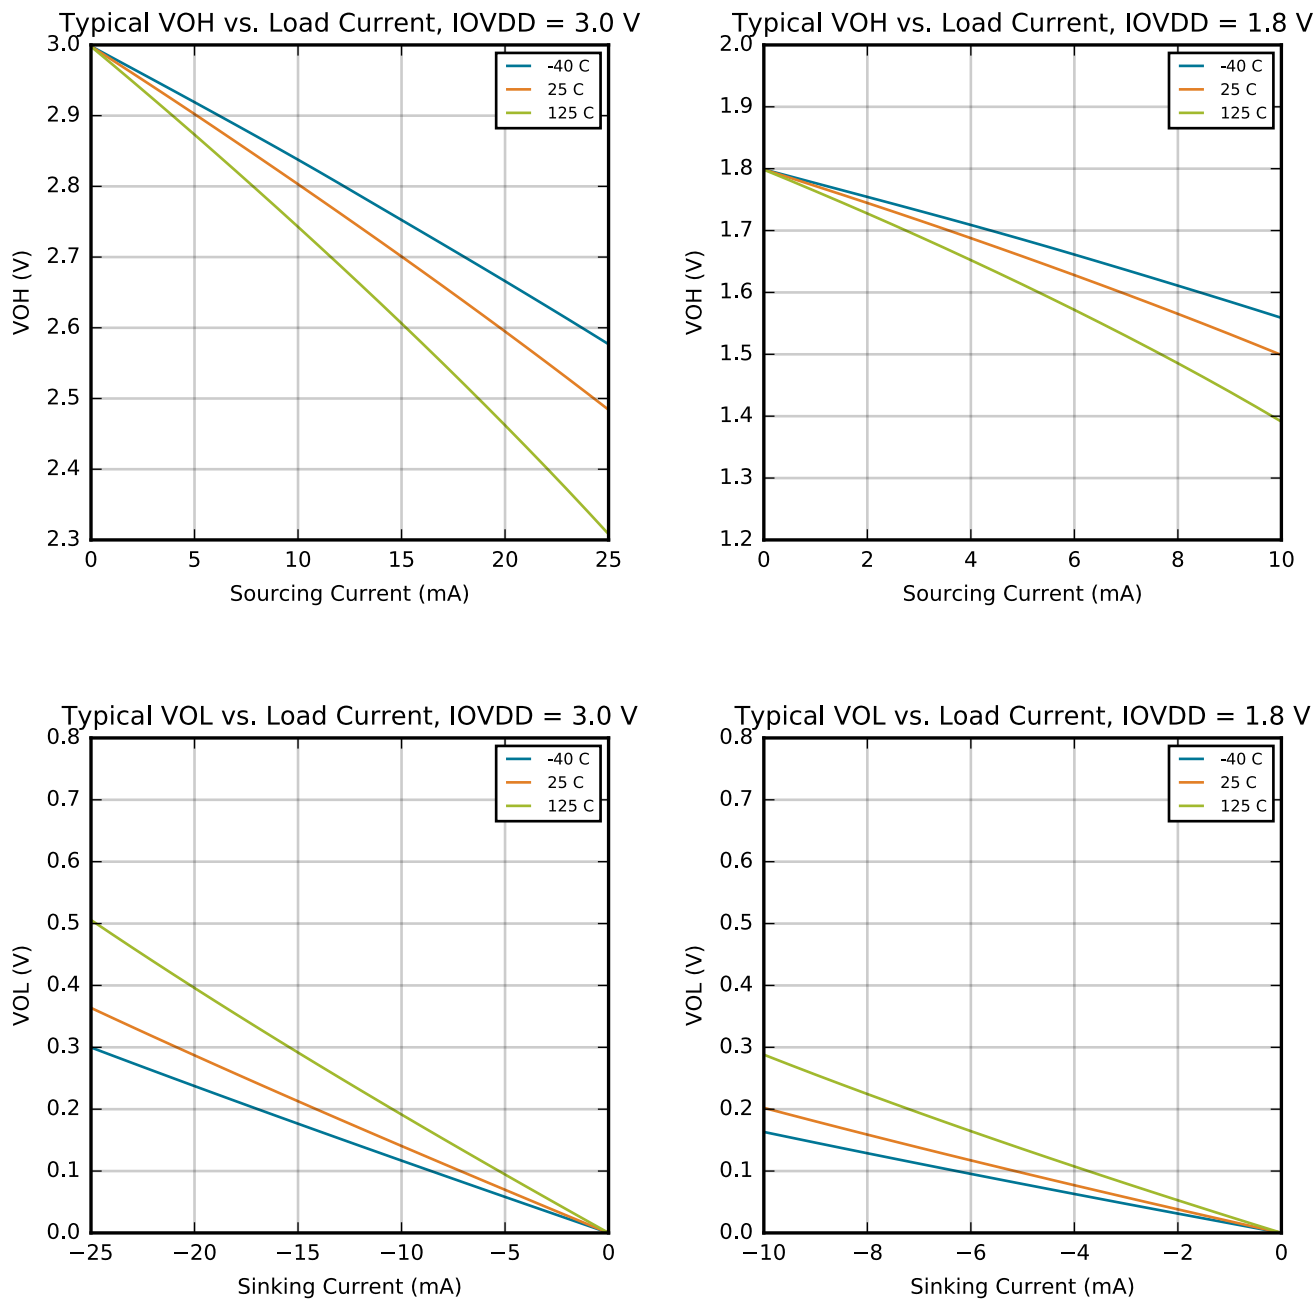 Typical VOH vs. Load Current, IOVDD = 3.0 V
3.0
2.9
2.8
2.7
2.6
2.5
2.4
2.3
VOH (V)
-40 C
25 C
125 C
0 5 10 15 20 25
Sourcing Current (mA)
Typical VOH vs. Load Current, IOVDD = 1.8 V
2.0
1.9
1.8
1.7
1.6
1.5
1.4
1.3
1.2
VOH (V)
-40 C
25 C
125 C
0 2 4 6 8 10
Sourcing Current (mA)
Typical VOL vs. Load Current, IOVDD = 3.0 V
0.8
0.7
0.6
0.5
0.4
0.3
0.2
0.1
0.0
VOL (V)
-40 C
25 C
125 C
−25 −20 −15 −10 −5 0
Sinking Current (mA)
Typical VOL vs. Load Current, IOVDD = 1.8 V
0.8
0.7
0.6
0.5
0.4
0.3
0.2
0.1
0.0
VOL (V)
-40 C
25 C
125 C
−10 −8 −6 −4 −2 0
Sinking Current (mA)